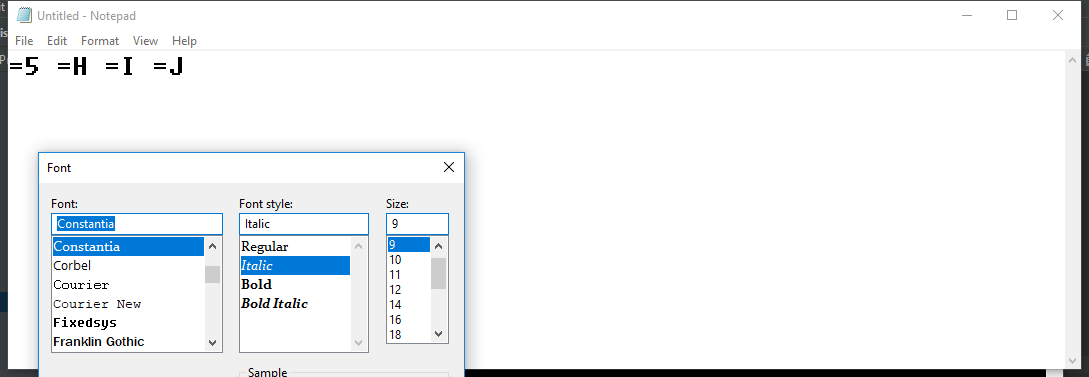 Untitled - Notepad
File Edit Format View Help
=5 =H =I =J
Font
Font: Font style: Size:
Constantia Italic 9
Constantia Regular 9
Corbel Italic 10
Courier Bold 11
Courier New Bold Italic 12
Fixedsys 14
Franklin Gothic 16
18
Sample